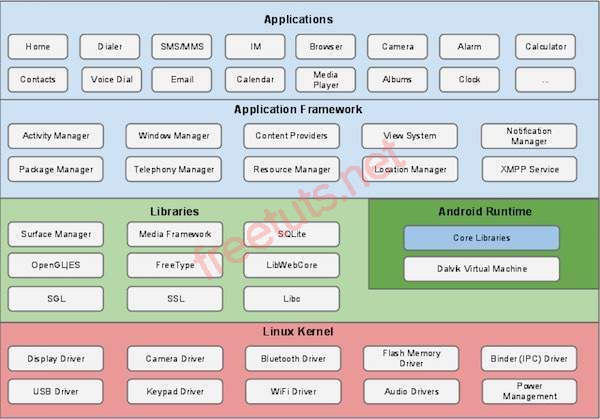 Applications
Home Dialer SMS/MMS IM Browser Camera Alarm Calculator
Contacts Voice Dial Email Calendar Media Player Albums Clock ...
Application Framework
Activity Manager Window Manager Content Providers View System Notification Manager
Package Manager Telephony Manager Resource Manager Location Manager XMPP Service
Libraries
Surface Manager Media Framework SQLite
OpenGL|ES FreeType LibWebCore
SGL SSL Libc
Android Runtime
Core Libraries
Dalvik Virtual Machine
Linux Kernel
Display Driver Camera Driver Bluetooth Driver Flash Memory Driver Binder (IPC) Driver
USB Driver Keypad Driver WiFi Driver Audio Drivers Power Management
freetuts.net